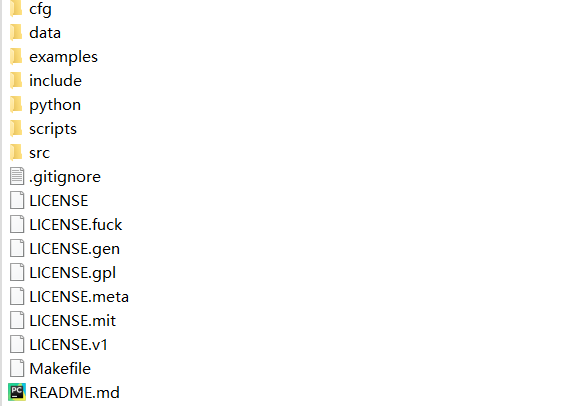 cfg
data
examples
include
python
scripts
src
.gitignore
LICENSE
LICENSE.fuck
LICENSE.gen
LICENSE.gpl
LICENSE.meta
LICENSE.mit
LICENSE.v1
Makefile
PC README.md